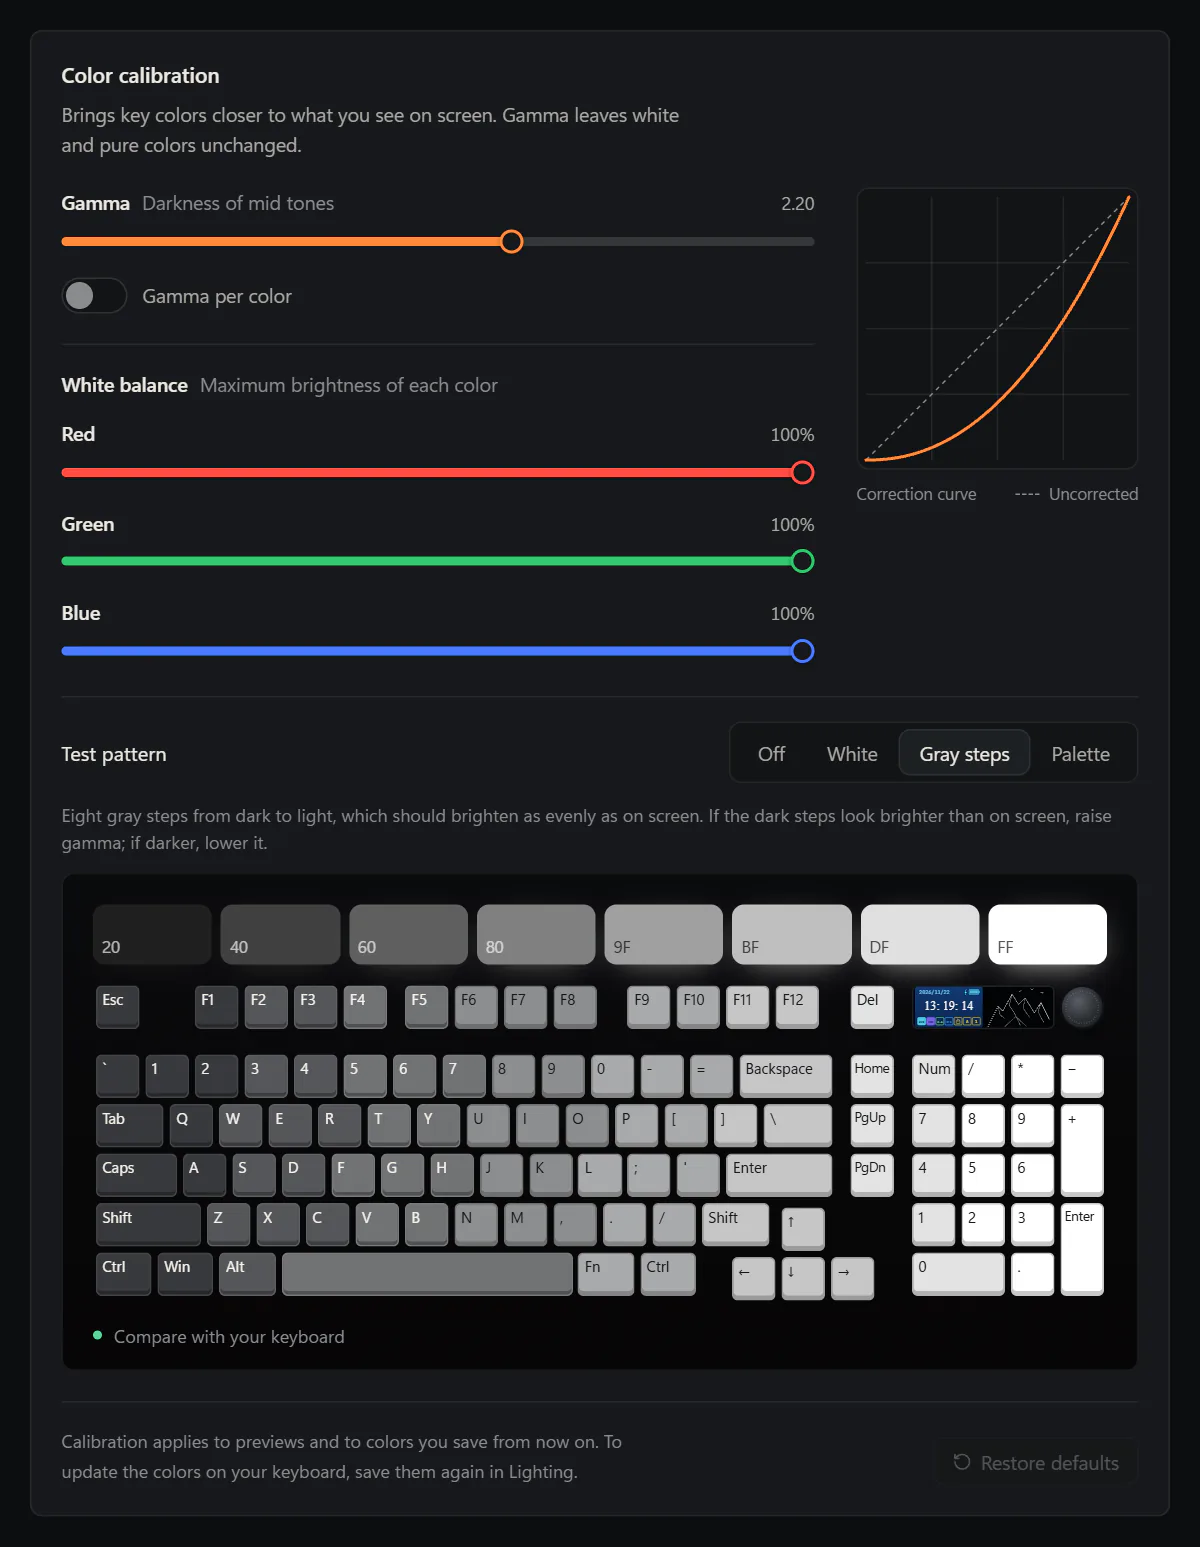 Color calibration
Brings key colors closer to what you see on screen. Gamma leaves white
and pure colors unchanged.
Gamma Darkness of mid tones 2.20
Gamma per color
White balance Maximum brightness of each color
Red 100%
Green 100%
Blue 100%
Correction curve ---- Uncorrected
Test pattern
Off White Gray steps Palette
Eight gray steps from dark to light, which should brighten as evenly as on screen. If the dark steps look brighter than on screen, raise
gamma; if darker, lower it.
20 40 60 80 9F BF DF FF
Esc F1 F2 F3 F4 F5 F6 F7 F8 F9 F10 F11 F12 Del
2026/11/22
13: 19: 14
` 1 2 3 4 5 6 7 8 9 0 - = Backspace Home Num / * −
Tab Q W E R T Y U I O P [ ] \ PgUp 7 8 9 +
Caps A S D F G H J K L ; ' Enter PgDn 4 5 6
Shift Z X C V B N M , . / Shift ↑ 1 2 3 Enter
Ctrl Win Alt Fn Ctrl ← ↓ → 0 .
Compare with your keyboard
Calibration applies to previews and to colors you save from now on. To
update the colors on your keyboard, save them again in Lighting.
Restore defaults